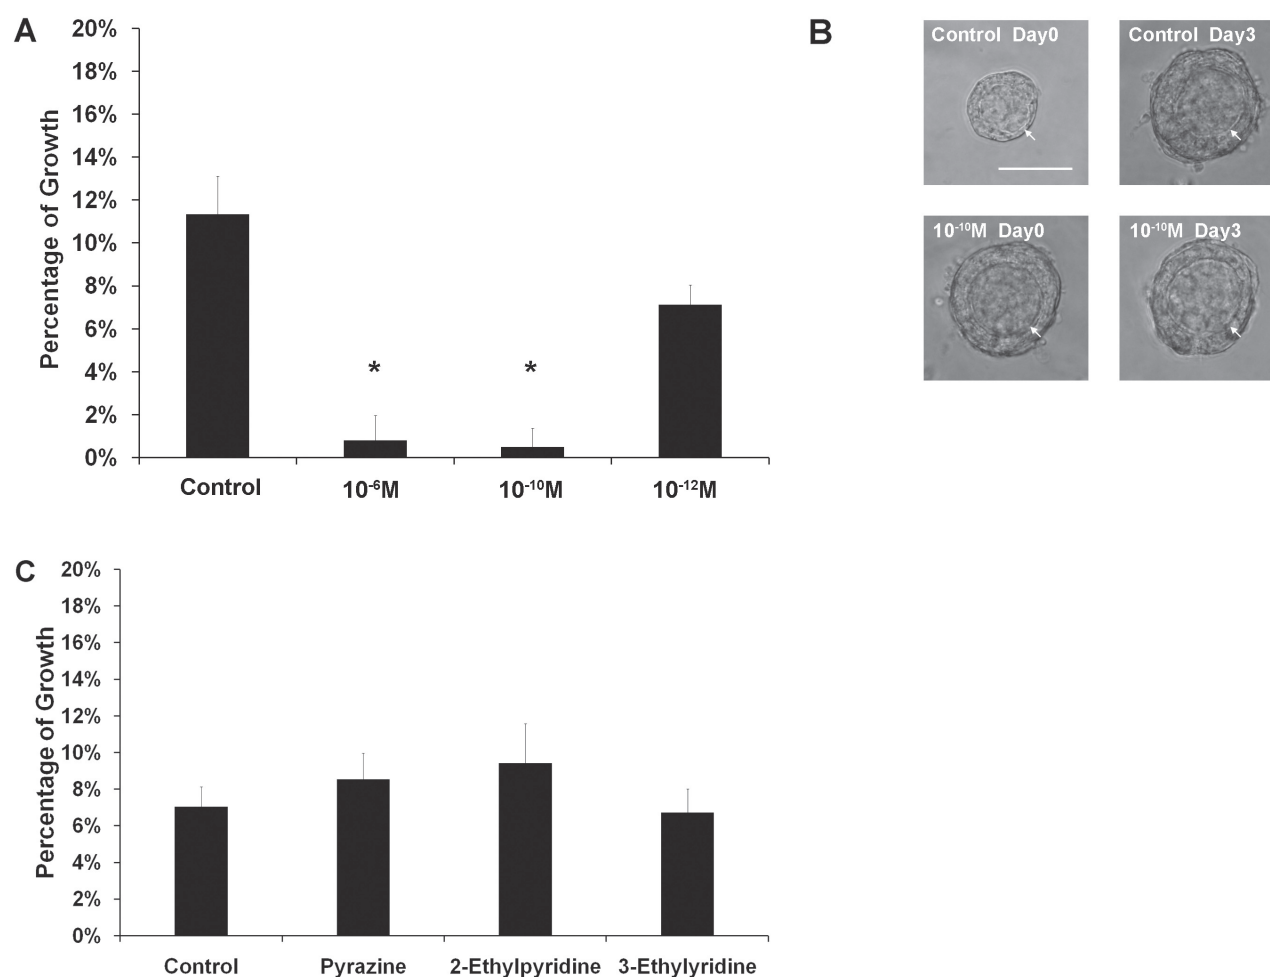 A
Percentage of Growth
20%
18%
16%
14%
12%
10%
8%
6%
4%
2%
0%
* *
Control 10⁻⁶M 10⁻¹⁰M 10⁻¹²M
B
Control Day0
Control Day3
10⁻¹⁰M Day0
10⁻¹⁰M Day3
C
Percentage of Growth
20%
18%
16%
14%
12%
10%
8%
6%
4%
2%
0%
Control Pyrazine 2-Ethylpyridine 3-Ethylyridine